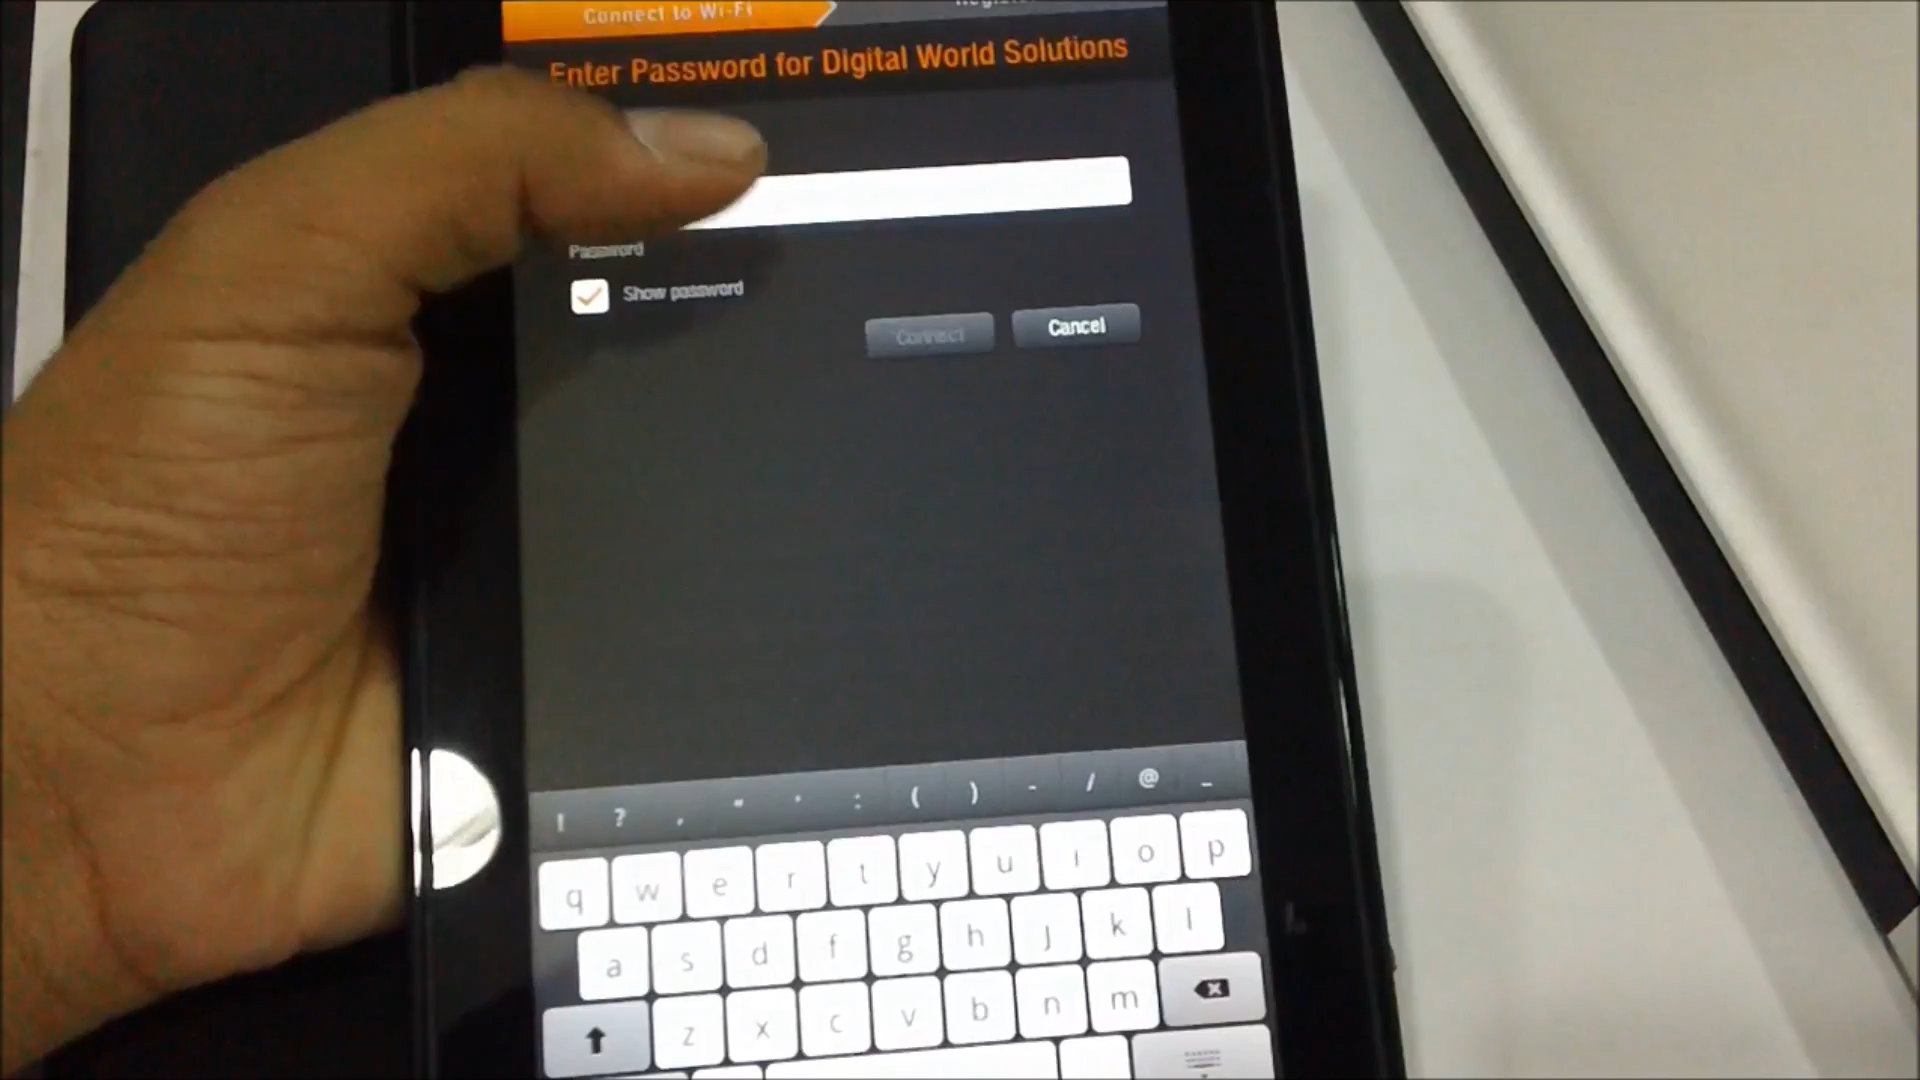 Connect to Wi-Fi
Enter Password for Digital World Solutions
Password
Show password
Connect
Cancel
! ? , " ' : ( ) - / @ _
q w e r t y u i o p
a s d f g h j k l
z x c v b n m